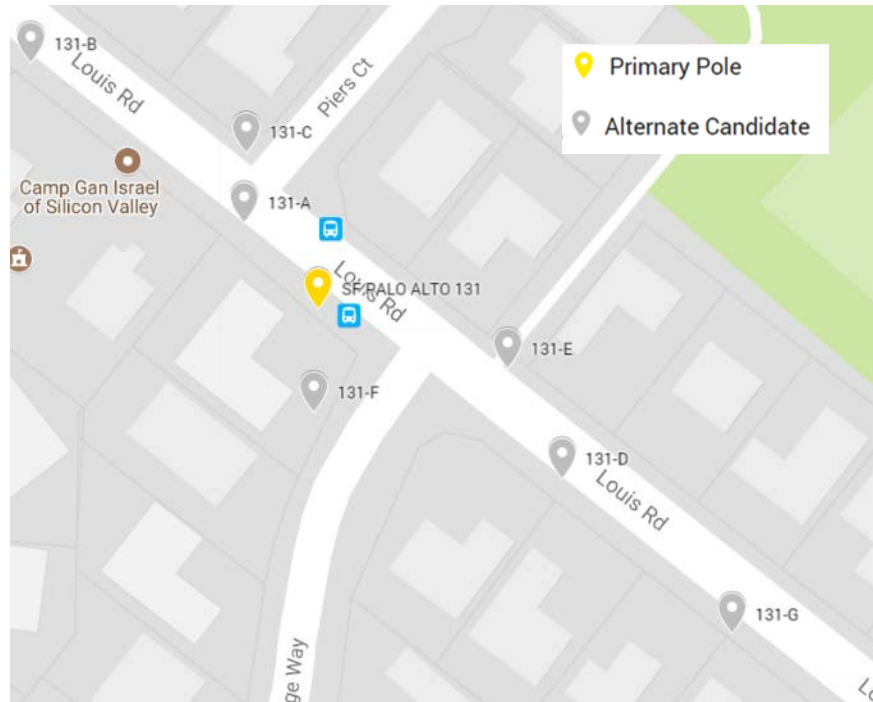 131-B
Louis Rd
Piers Ct
Primary Pole
Alternate Candidate
131-C
Camp Gan Israel
of Silicon Valley
131-A
Louis Rd
SF PALO ALTO 131
131-E
131-F
131-D
Louis Rd
131-G
ge Way
Lo